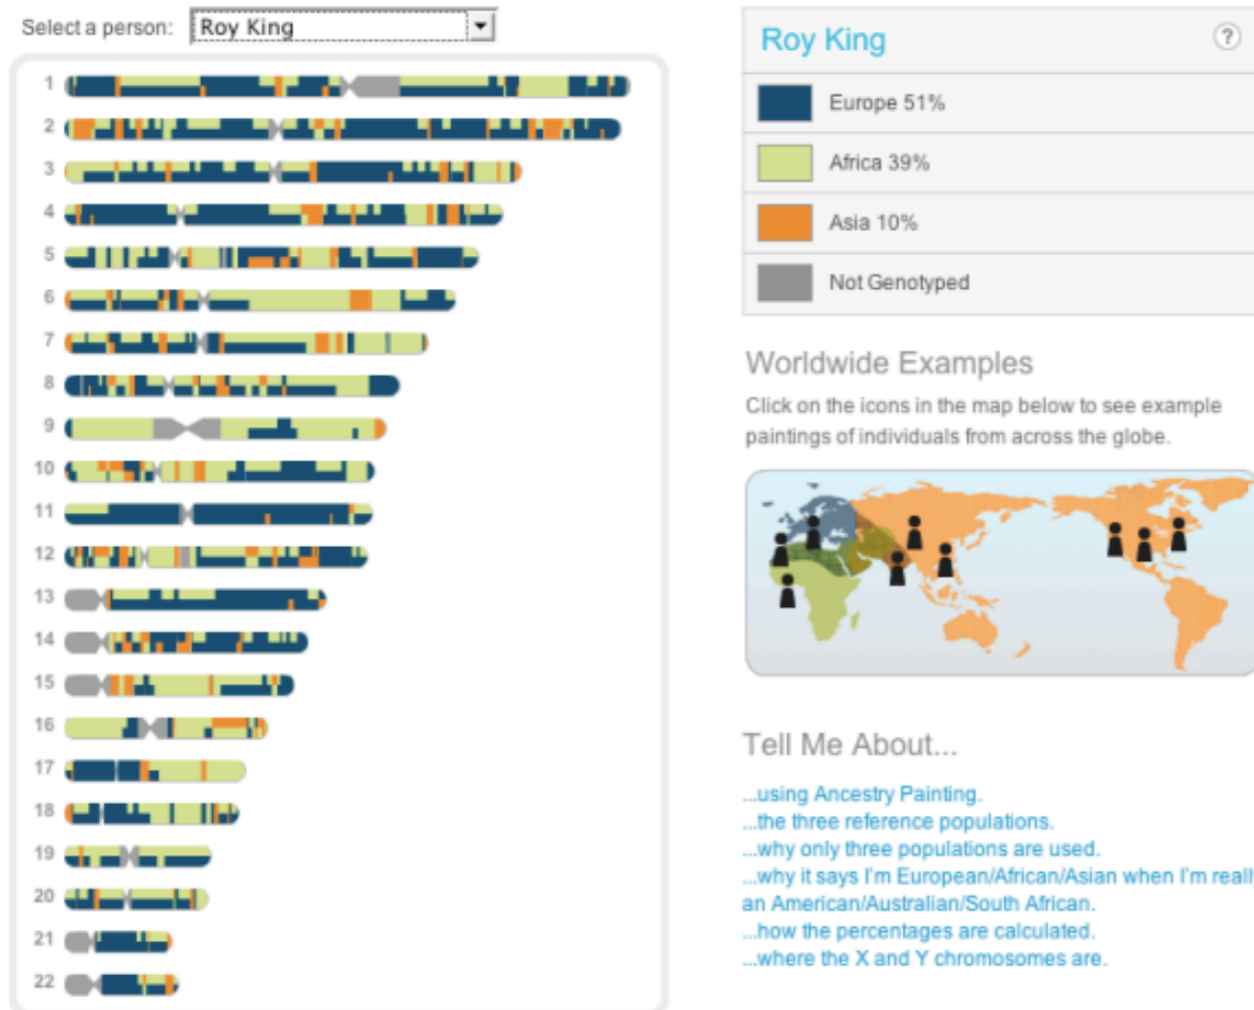 Select a person: Roy King
1
2
3
4
5
6
7
8
9
10
11
12
13
14
15
16
17
18
19
20
21
22
Roy King ?
Europe 51%
Africa 39%
Asia 10%
Not Genotyped
Worldwide Examples
Click on the icons in the map below to see example
paintings of individuals from across the globe.
Tell Me About...
...using Ancestry Painting.
...the three reference populations.
...why only three populations are used.
...why it says I'm European/African/Asian when I'm really
an American/Australian/South African.
...how the percentages are calculated.
...where the X and Y chromosomes are.